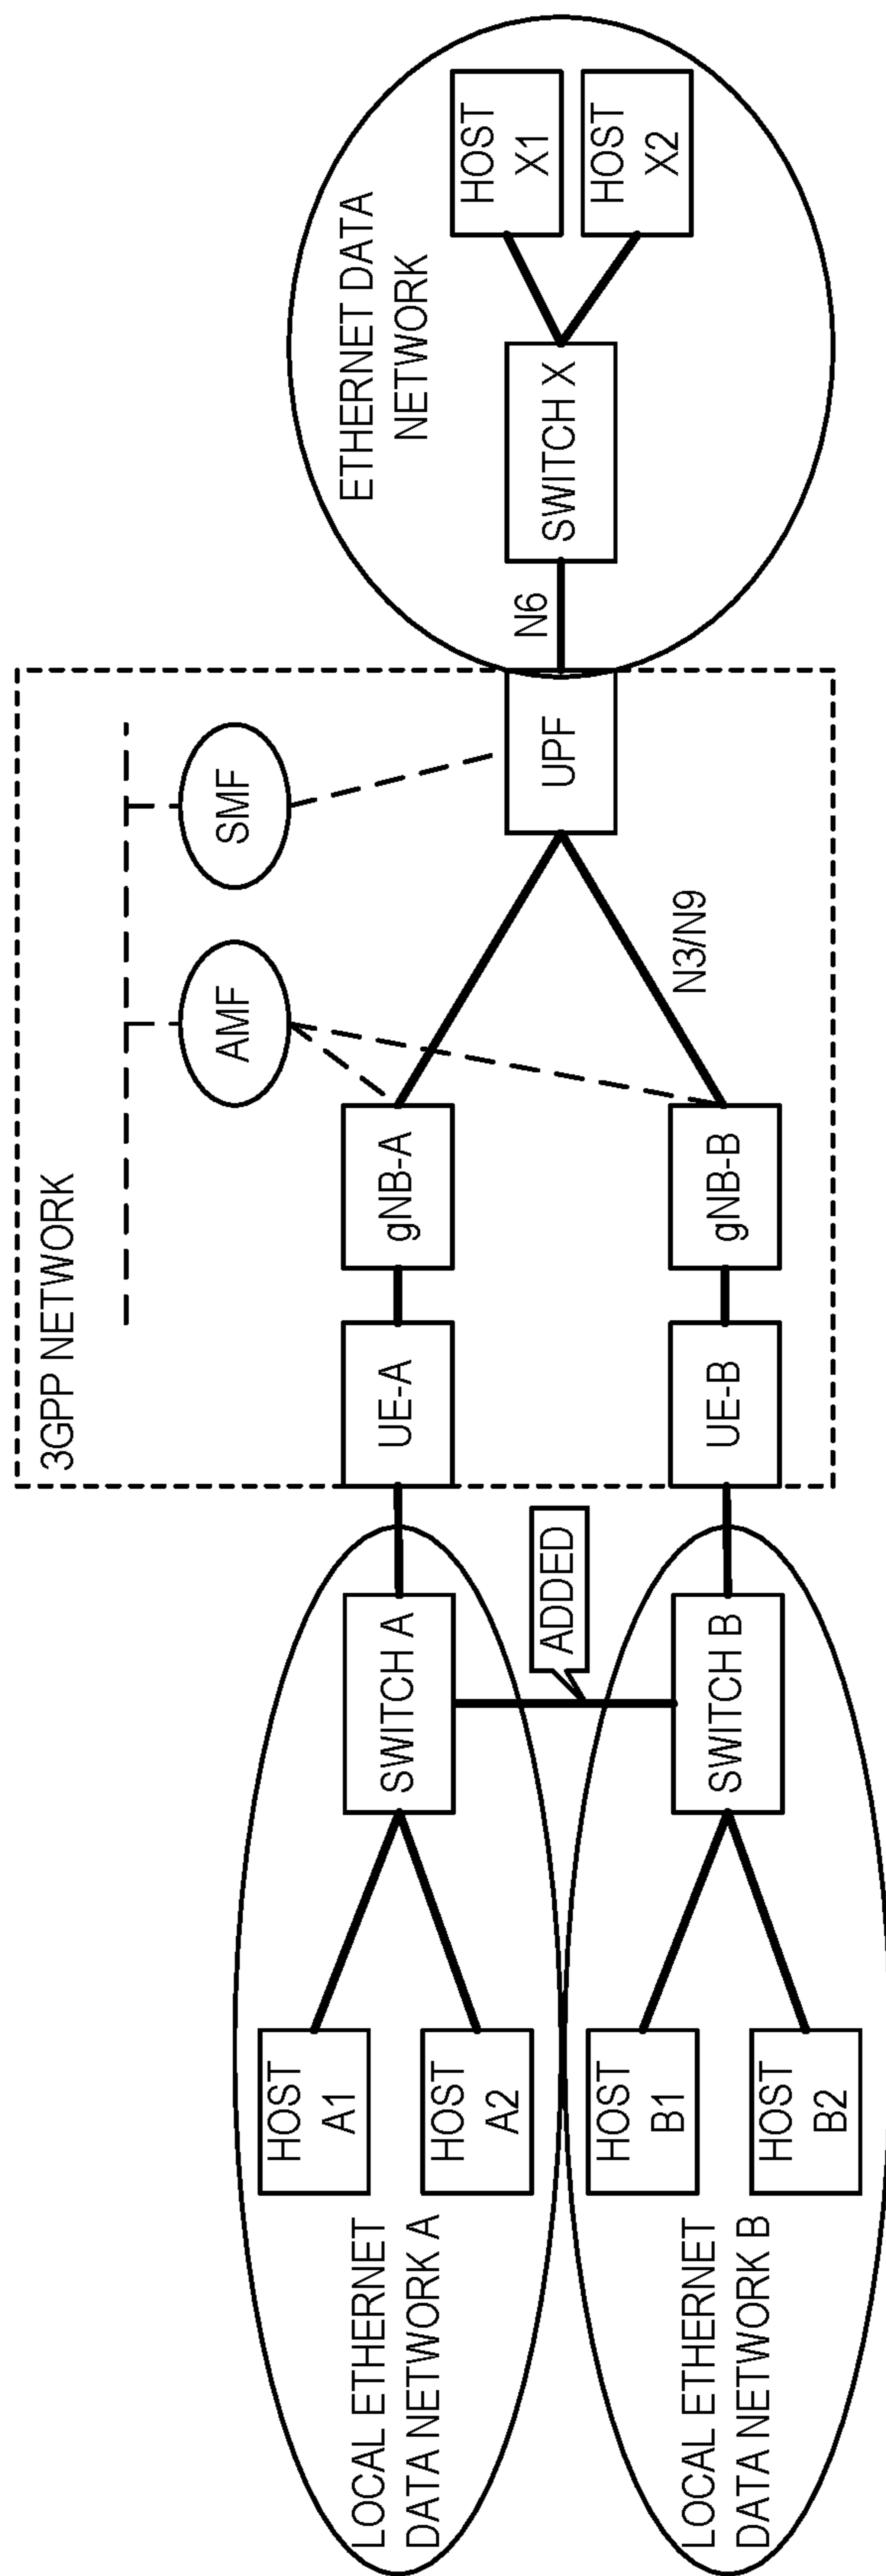 3GPP NETWORK
AMF
SMF
ETHERNET DATA
NETWORK
HOST
X1
HOST
X2
SWITCH X
N6
UPF
N3/N9
gNB-A
UE-A
gNB-B
UE-B
ADDED
SWITCH A
HOST
A1
HOST
A2
LOCAL ETHERNET
DATA NETWORK A
SWITCH B
HOST
B1
HOST
B2
LOCAL ETHERNET
DATA NETWORK B